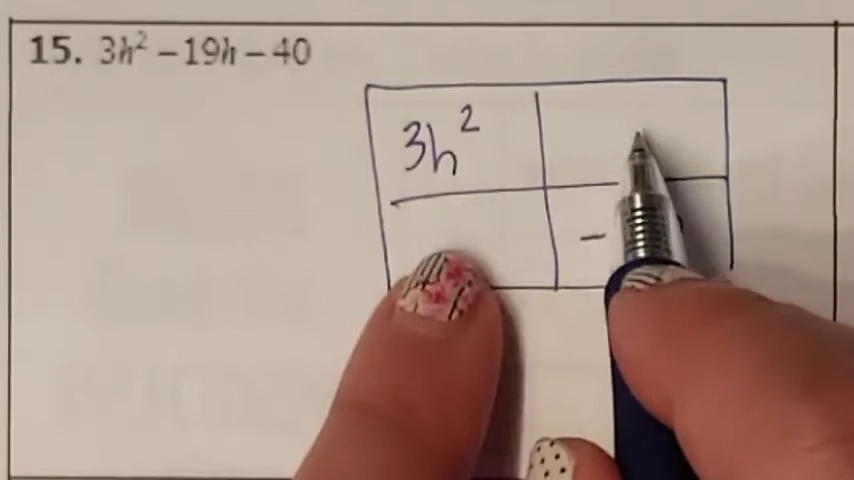 15. 3h² – 19h – 40
3h²
–